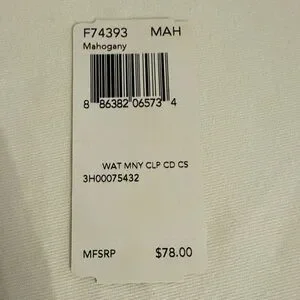 F74393 MAH
Mahogany
8 86382 06573 4
WAT MNY CLP CD CS
3H00075432
MFSRP $78.00